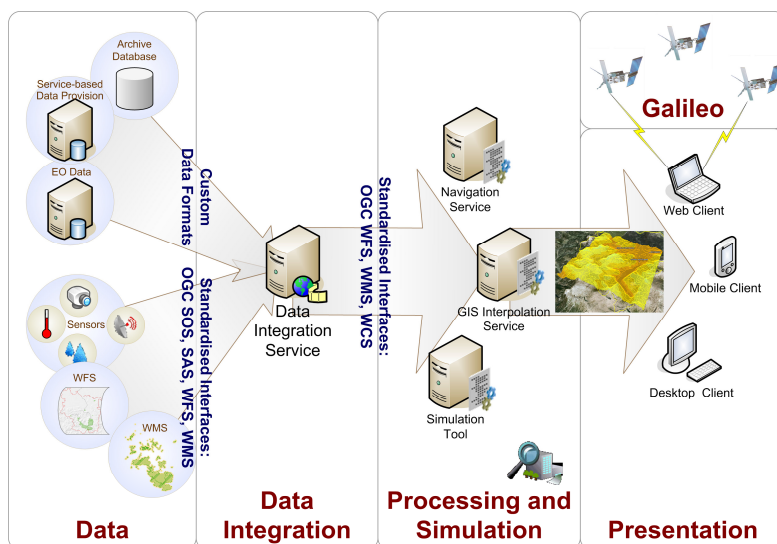 Archive
Database
Service-based
Data Provision
EO Data
Sensors
WFS
WMS
Custom
Data Formats
Standardised Interfaces:
OGC SOS, SAS, WFS, WMS
Data
Data
Integration
Service
Data
Integration
Standardised Interfaces:
OGC WFS, WMS, WCS
Navigation
Service
GIS Interpolation
Service
Simulation
Tool
Processing and
Simulation
Galileo
Web Client
Mobile Client
Desktop Client
Presentation